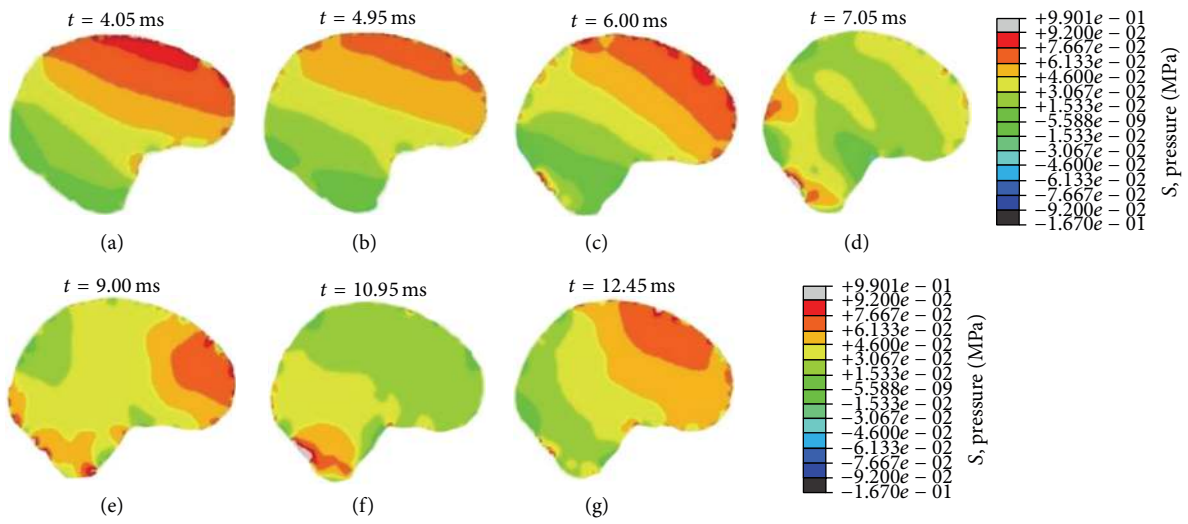 t = 4.05 ms
t = 4.95 ms
t = 6.00 ms
t = 7.05 ms
+9.901e − 01
+9.200e − 02
+7.667e − 02
+6.133e − 02
+4.600e − 02
+3.067e − 02
+1.533e − 02
−5.588e − 09
−1.533e − 02
−3.067e − 02
−4.600e − 02
−6.133e − 02
−7.667e − 02
−9.200e − 02
−1.670e − 01
S, pressure (MPa)
(a)
(b)
(c)
(d)
t = 9.00 ms
t = 10.95 ms
t = 12.45 ms
+9.901e − 01
+9.200e − 02
+7.667e − 02
+6.133e − 02
+4.600e − 02
+3.067e − 02
+1.533e − 02
−5.588e − 09
−1.533e − 02
−3.067e − 02
−4.600e − 02
−6.133e − 02
−7.667e − 02
−9.200e − 02
−1.670e − 01
S, pressure (MPa)
(e)
(f)
(g)